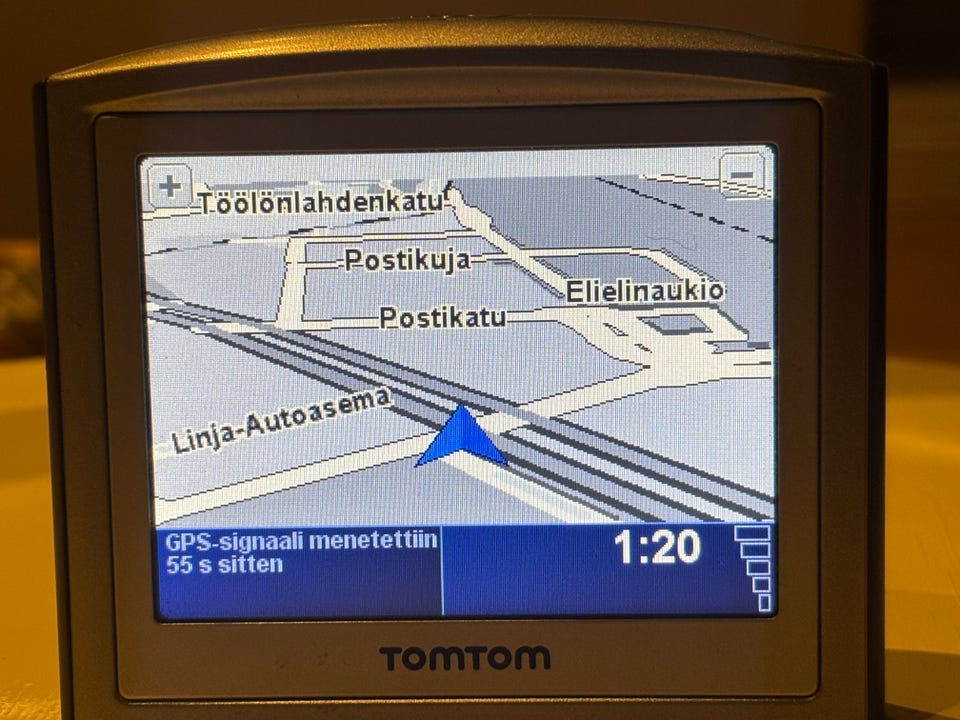 +
−
Töölönlahdenkatu
Postikuja
Elielinaukio
Postikatu
Linja-Autoasema
GPS-signaali menetettiin
55 s sitten
1:20
TOMTOM